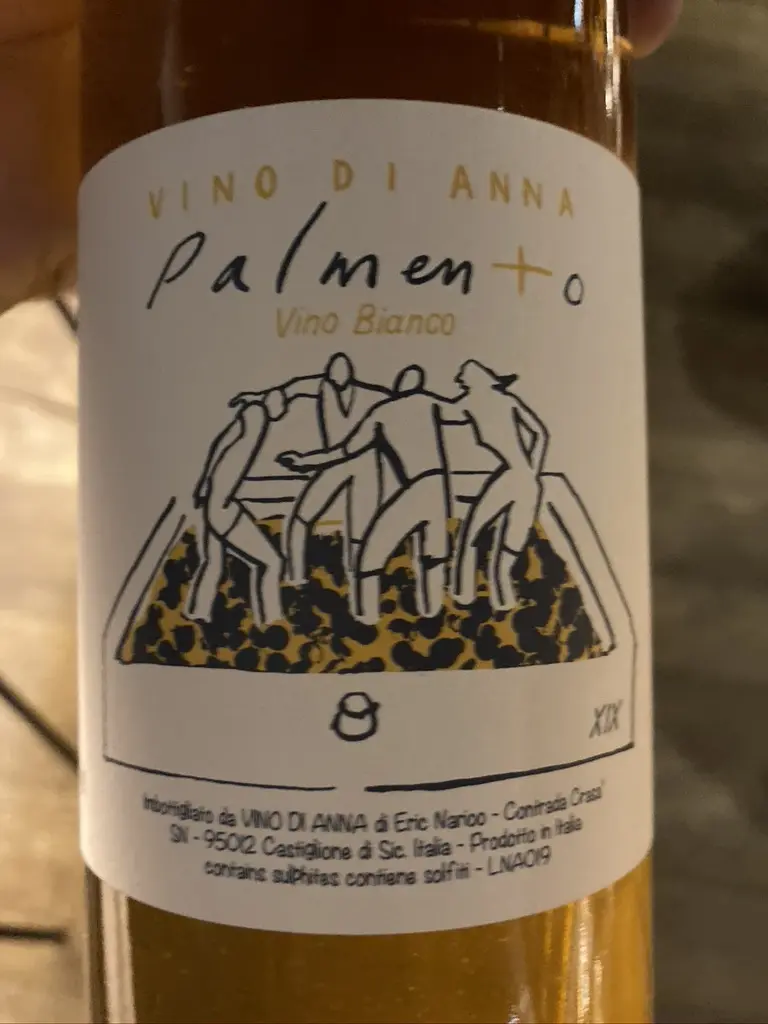 VINO DI ANNA
Palmento
Vino Bianco
XIX
Imbottigliato da VINO DI ANNA di Eric Narioo - Contrada Crasa'
SN - 95012 Castiglione di Sic. Italia - Prodotto in Italia
contains sulphites contiene solfiti - LNA019